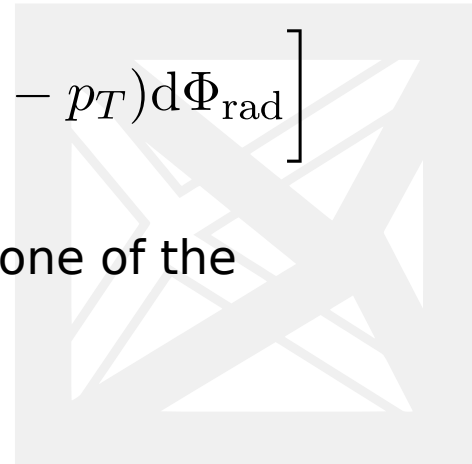 − p_T)dΦ_rad]
one of the